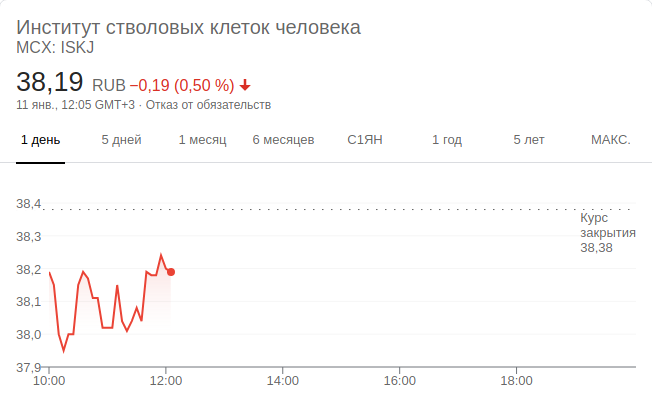 Институт стволовых клеток человека
MCX: ISKJ
38,19 RUB −0,19 (0,50 %)
11 янв., 12:05 GMT+3 · Отказ от обязательств
1 день 5 дней 1 месяц 6 месяцев С1ЯН 1 год 5 лет МАКС.
38,4
Курс
закрытия
38,38
38,3
38,2
38,1
38,0
37,9
10:00 12:00 14:00 16:00 18:00